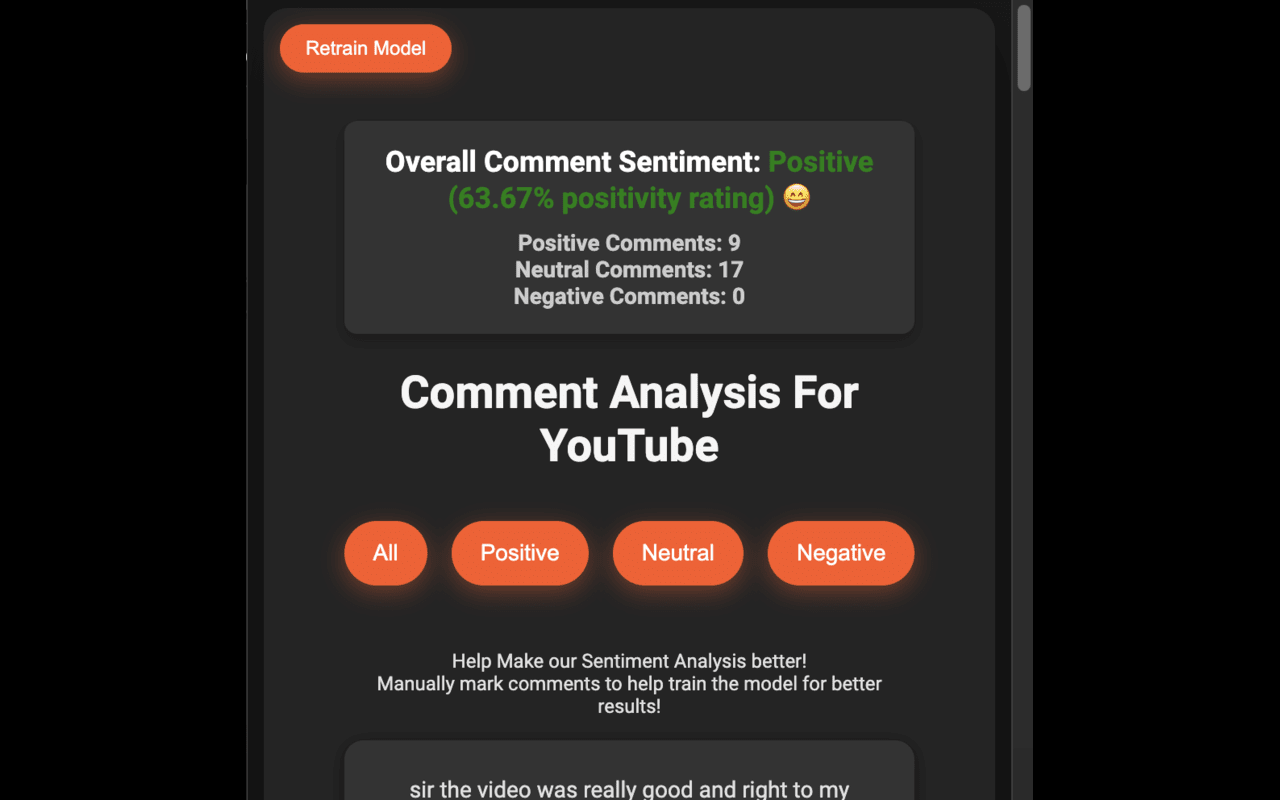 Retrain Model
Overall Comment Sentiment: Positive
(63.67% positivity rating) 😄
Positive Comments: 9
Neutral Comments: 17
Negative Comments: 0
Comment Analysis For
YouTube
All Positive Neutral Negative
Help Make our Sentiment Analysis better!
Manually mark comments to help train the model for better
results!
sir the video was really good and right to my